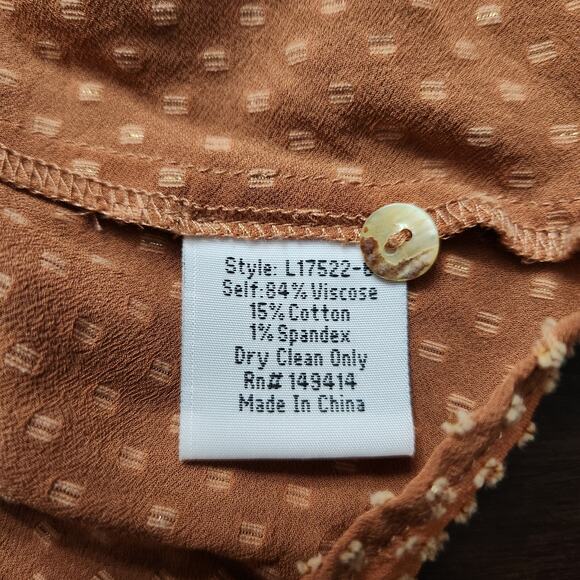 Style: L17522-
Self:84% Viscose
15% Cotton
1% Spandex
Dry Clean Only
Rn# 149414
Made In China